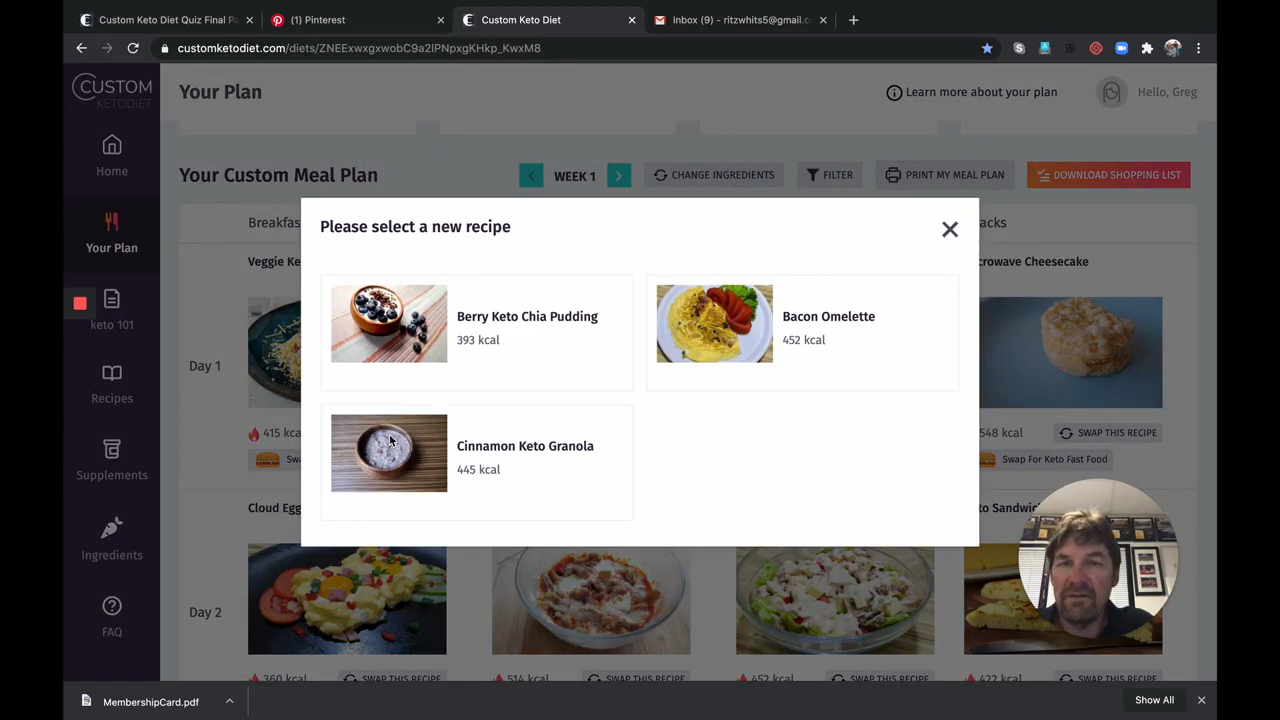 Custom Keto Diet Quiz Final Pa
(1) Pinterest
Custom Keto Diet
Inbox (9) - ritzwhits5@gmail.c
customketodiet.com/diets/ZNEExwxgxwobC9a2lPNpxgKHkp_KwxM8
CUSTOM
KETODIET
Your Plan
Learn more about your plan
Hello, Greg
Home
Your Plan
keto 101
Recipes
Supplements
Ingredients
FAQ
Your Custom Meal Plan
WEEK 1
CHANGE INGREDIENTS
FILTER
PRINT MY MEAL PLAN
DOWNLOAD SHOPPING LIST
Breakfas
acks
Please select a new recipe
Veggie Ke
crowave Cheesecake
Berry Keto Chia Pudding
393 kcal
Bacon Omelette
452 kcal
Cinnamon Keto Granola
445 kcal
Day 1
415 kca
548 kcal
SWAP THIS RECIPE
Swa
Swap For Keto Fast Food
Cloud Egg
to Sandwic
Day 2
360 kcal
SWAP THIS RECIPE
514 kcal
SWAP THIS RECIPE
452 kcal
SWAP THIS RECIPE
422 kcal
SWAP THIS RECIPE
MembershipCard.pdf
Show All